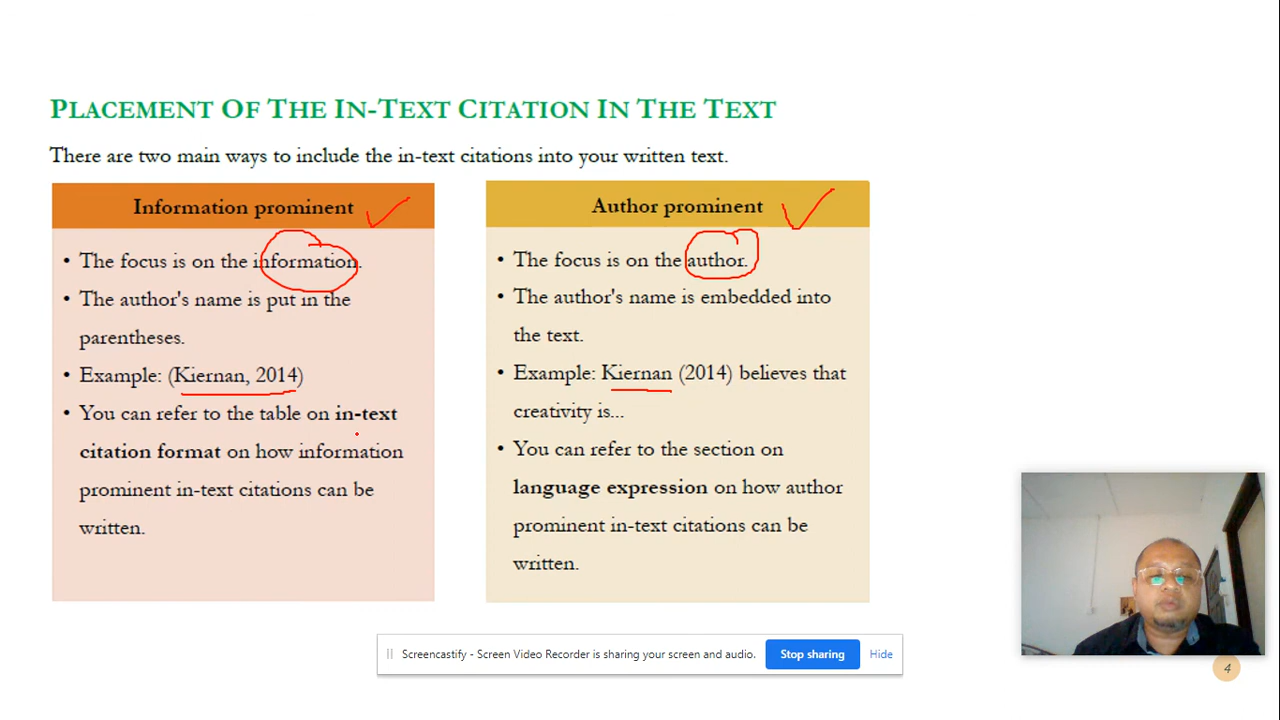 PLACEMENT OF THE IN-TEXT CITATION IN THE TEXT
There are two main ways to include the in-text citations into your written text.
Information prominent
• The focus is on the information.
• The author's name is put in the
parentheses.
• Example: (Kiernan, 2014)
• You can refer to the table on in-text
citation format on how information
prominent in-text citations can be
written.
Author prominent
• The focus is on the author.
• The author's name is embedded into
the text.
• Example: Kiernan (2014) believes that
creativity is...
• You can refer to the section on
language expression on how author
prominent in-text citations can be
written.
Screencastify - Screen Video Recorder is sharing your screen and audio.
Stop sharing
Hide
4